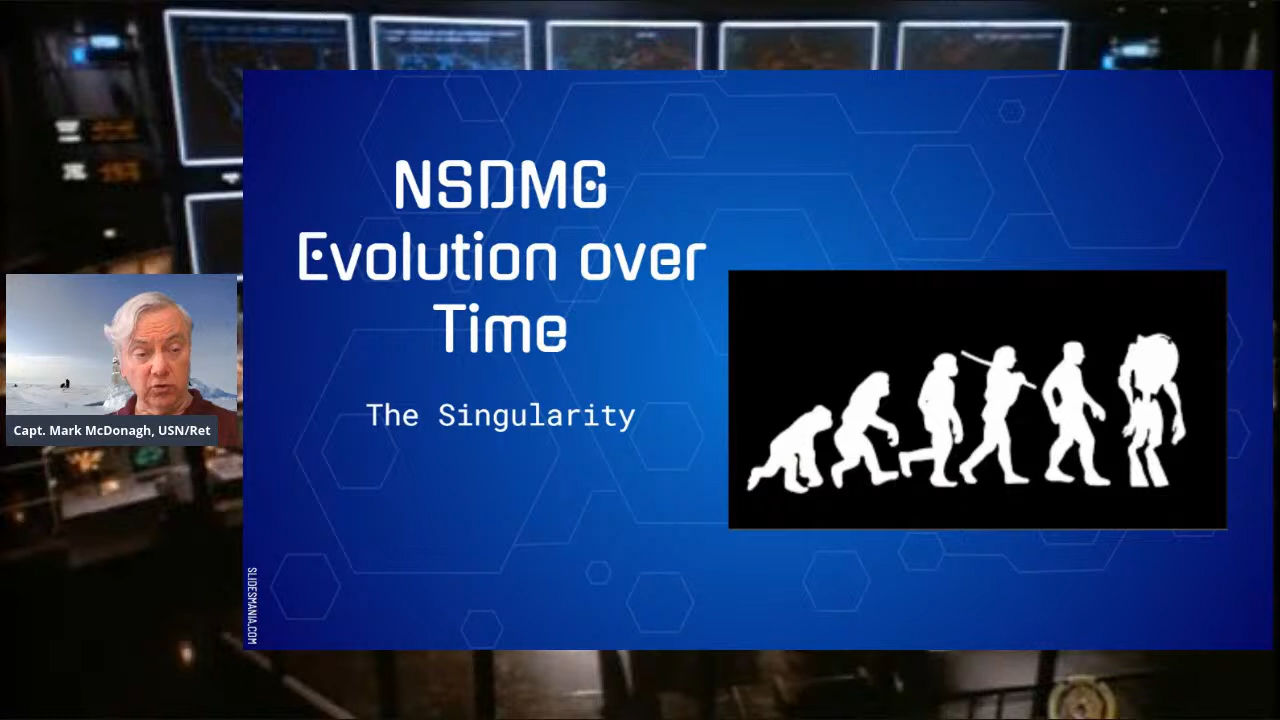 NSDMG
Evolution over
Time
The Singularity
Capt. Mark McDonagh, USN/Ret
SLIDESMANIA.COM